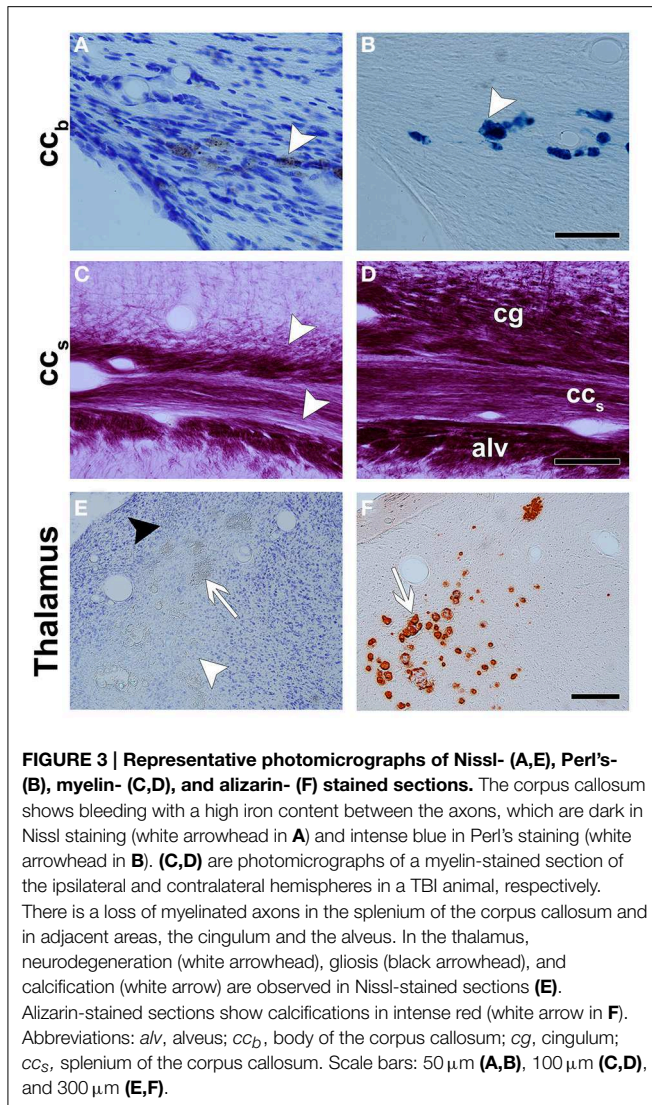 A
B
cc_b
C
D
cg
cc_s
cc_s
alv
E
F
Thalamus
FIGURE 3 | Representative photomicrographs of Nissl- (A,E), Perl's-
(B), myelin- (C,D), and alizarin- (F) stained sections. The corpus callosum
shows bleeding with a high iron content between the axons, which are dark in
Nissl staining (white arrowhead in A) and intense blue in Perl's staining (white
arrowhead in B). (C,D) are photomicrographs of a myelin-stained section of
the ipsilateral and contralateral hemispheres in a TBI animal, respectively.
There is a loss of myelinated axons in the splenium of the corpus callosum and
in adjacent areas, the cingulum and the alveus. In the thalamus,
neurodegeneration (white arrowhead), gliosis (black arrowhead), and
calcification (white arrow) are observed in Nissl-stained sections (E).
Alizarin-stained sections show calcifications in intense red (white arrow in F).
Abbreviations: alv, alveus; cc_b, body of the corpus callosum; cg, cingulum;
cc_s, splenium of the corpus callosum. Scale bars: 50 μm (A,B), 100 μm (C,D),
and 300 μm (E,F).